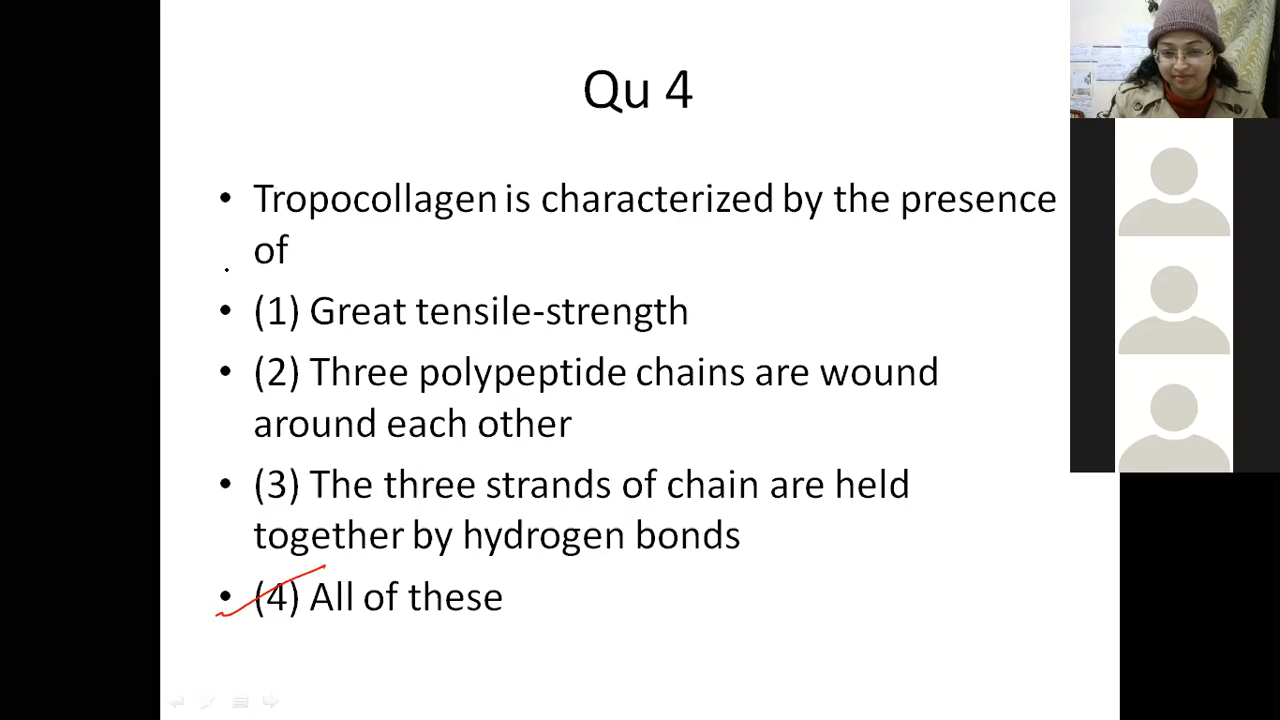 Qu 4
• Tropocollagen is characterized by the presence
of
• (1) Great tensile-strength
• (2) Three polypeptide chains are wound
around each other
• (3) The three strands of chain are held
together by hydrogen bonds
• (4) All of these